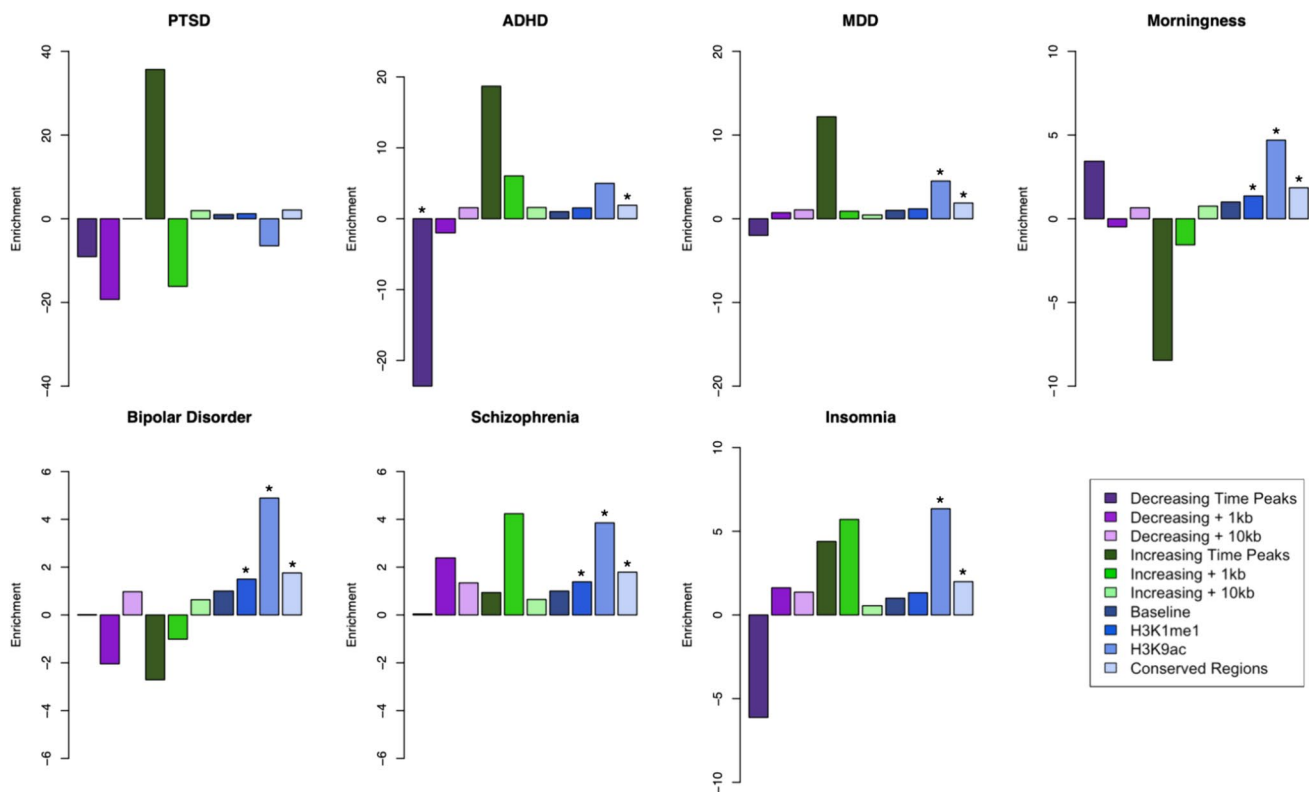 PTSD
Enrichment
40
20
0
−20
−40
*
ADHD
Enrichment
20
10
0
−10
−20
*
*
MDD
Enrichment
20
10
0
−10
−20
*
*
Morningness
Enrichment
10
5
0
−5
−10
*
*
*
Bipolar Disorder
Enrichment
6
4
2
0
−2
−4
−6
*
*
*
Schizophrenia
Enrichment
6
4
2
0
−2
−4
−6
*
*
*
Insomnia
Enrichment
10
5
0
−5
−10
*
*
Decreasing Time Peaks
Decreasing + 1kb
Decreasing + 10kb
Increasing Time Peaks
Increasing + 1kb
Increasing + 10kb
Baseline
H3K1me1
H3K9ac
Conserved Regions